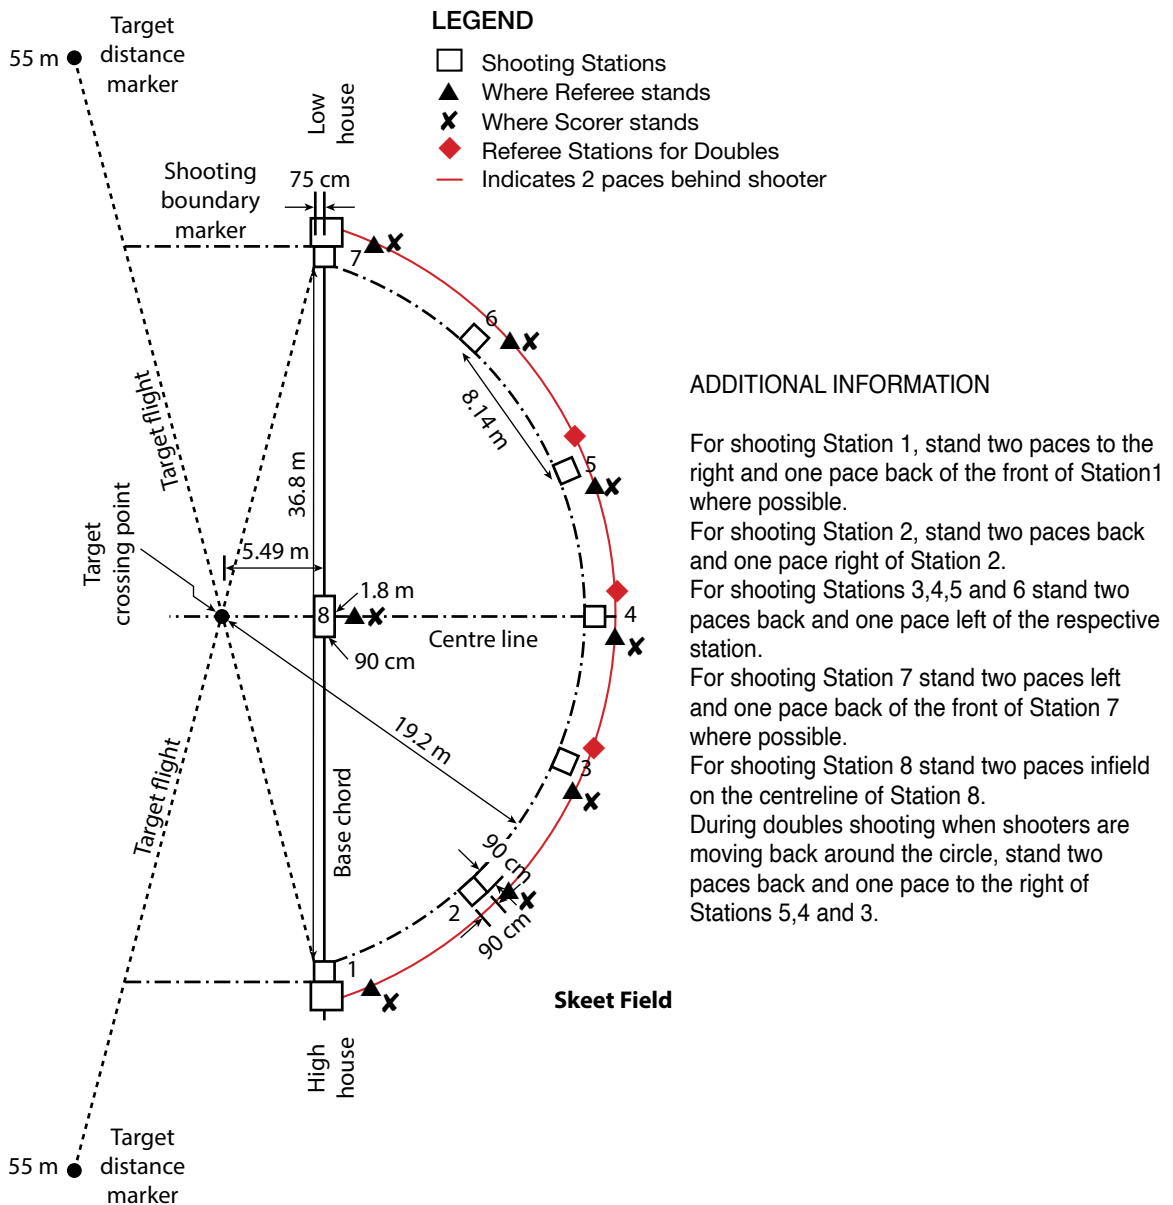 LEGEND
Shooting Stations
Where Referee stands
Where Scorer stands
Referee Stations for Doubles
Indicates 2 paces behind shooter
55 m
Target
distance
marker
Low
house
75 cm
Shooting
boundary
marker
7
6
8.14 m
5
Target flight
Target flight
36.8 m
Target
crossing point
5.49 m
8
1.8 m
90 cm
Centre line
4
19.2 m
3
Target flight
Base chord
90 cm
2
90 cm
1
High
house
Skeet Field
55 m
Target
distance
marker
ADDITIONAL INFORMATION
For shooting Station 1, stand two paces to the
right and one pace back of the front of Station1
where possible.
For shooting Station 2, stand two paces back
and one pace right of Station 2.
For shooting Stations 3,4,5 and 6 stand two
paces back and one pace left of the respective
station.
For shooting Station 7 stand two paces left
and one pace back of the front of Station 7
where possible.
For shooting Station 8 stand two paces infield
on the centreline of Station 8.
During doubles shooting when shooters are
moving back around the circle, stand two
paces back and one pace to the right of
Stations 5,4 and 3.